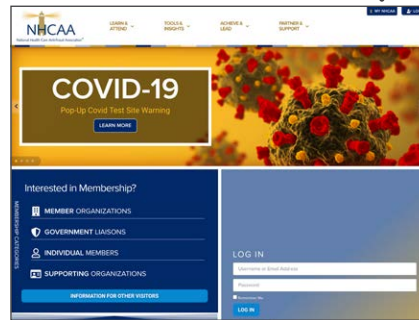 MY NHCAA
LOG
NHCAA
National Health Care Anti-Fraud Association
LEARN &
ATTEND
TOOLS &
INSIGHTS
ACHIEVE &
LEAD
PARTNER &
SUPPORT
COVID-19
Pop-Up Covid Test Site Warning
LEARN MORE
MEMBERSHIP CATEGORIES
Interested in Membership?
MEMBER ORGANIZATIONS
GOVERNMENT LIAISONS
INDIVIDUAL MEMBERS
SUPPORTING ORGANIZATIONS
INFORMATION FOR OTHER VISITORS
LOG IN
Username or Email Address
Password
Remember Me
LOG IN